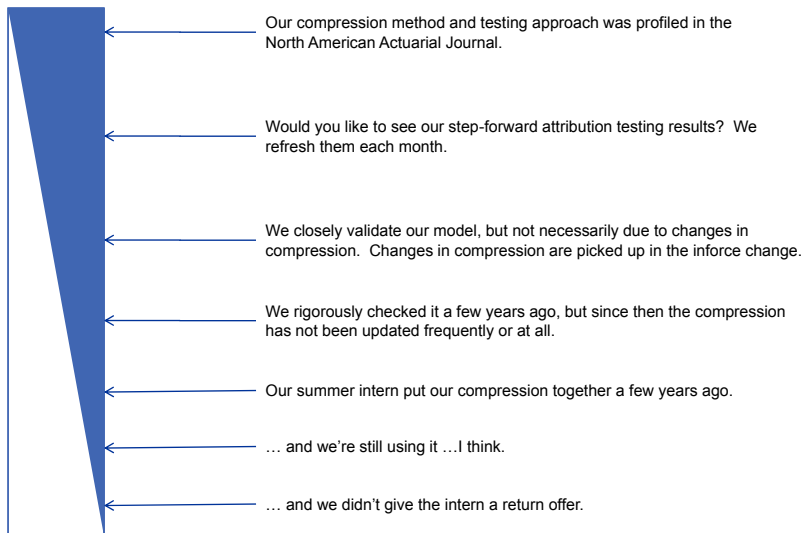 Our compression method and testing approach was profiled in the
North American Actuarial Journal.
Would you like to see our step-forward attribution testing results?  We
refresh them each month.
We closely validate our model, but not necessarily due to changes in
compression.  Changes in compression are picked up in the inforce change.
We rigorously checked it a few years ago, but since then the compression
has not been updated frequently or at all.
Our summer intern put our compression together a few years ago.
… and we’re still using it …I think.
… and we didn’t give the intern a return offer.